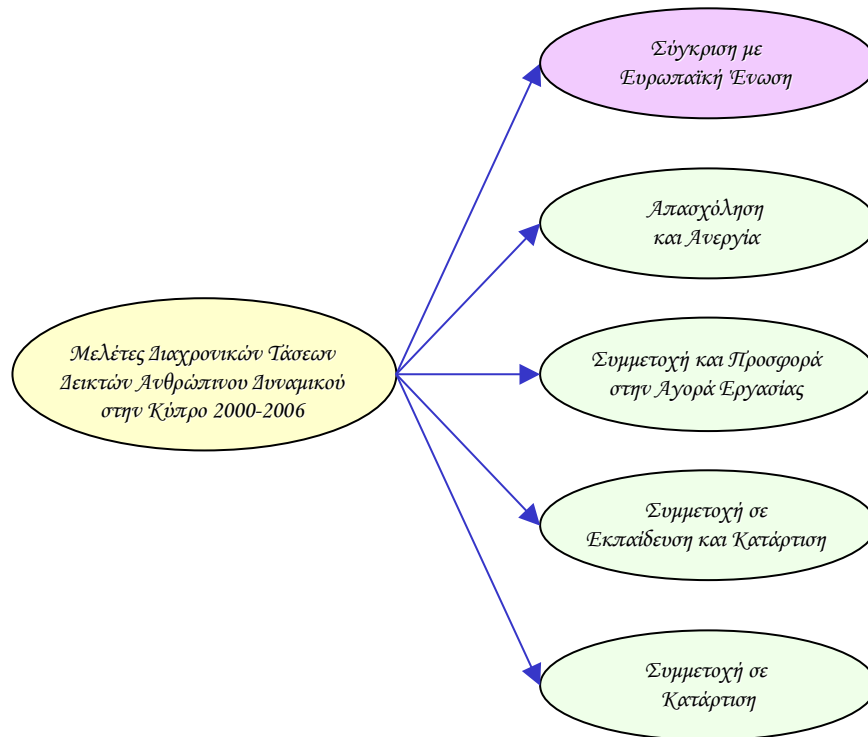 Σύγκριση με
Ευρωπαϊκή Ένωση
Απασχόληση
και Ανεργία
Μελέτες Διαχρονικών Τάσεων
Δεικτών Ανθρώπινου Δυναμικού
στην Κύπρο 2000-2006
Συμμετοχή και Προσφορά
στην Αγορά Εργασίας
Συμμετοχή σε
Εκπαίδευση και Κατάρτιση
Συμμετοχή σε
Κατάρτιση